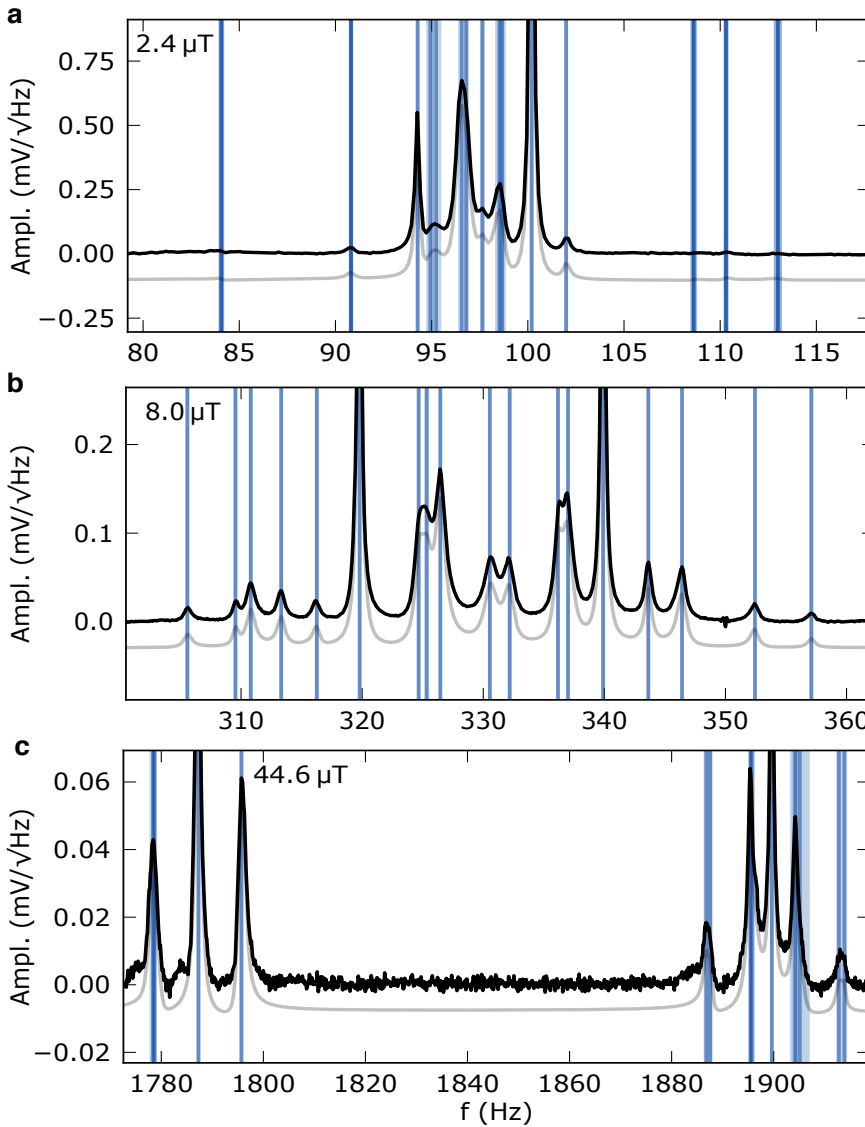 a
2.4 µT
0.75
0.50
0.25
0.00
−0.25
Ampl. (mV/√Hz)
80 85 90 95 100 105 110 115
b
8.0 µT
0.2
0.1
0.0
Ampl. (mV/√Hz)
310 320 330 340 350 360
c
44.6 µT
0.06
0.04
0.02
0.00
−0.02
Ampl. (mV/√Hz)
1780 1800 1820 1840 1860 1880 1900
f (Hz)